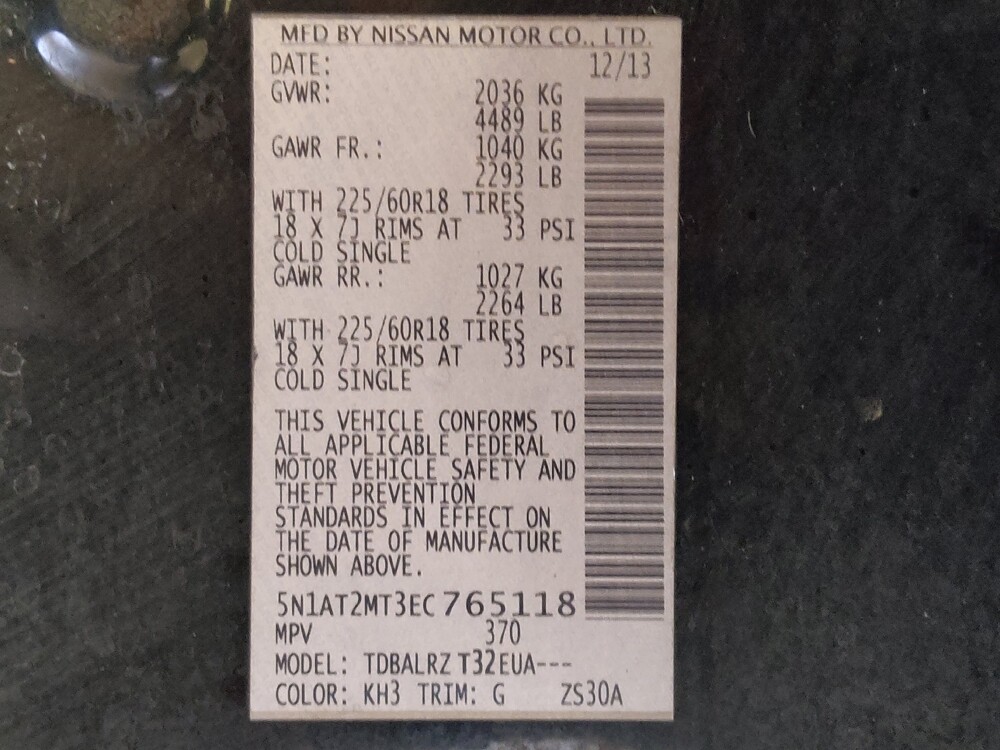 MFD BY NISSAN MOTOR CO., LTD.
DATE: 12/13
GVWR: 2036 KG
4489 LB
GAWR FR.: 1040 KG
2293 LB
WITH 225/60R18 TIRES
18 X 7J RIMS AT 33 PSI
COLD SINGLE
GAWR RR.: 1027 KG
2264 LB
WITH 225/60R18 TIRES
18 X 7J RIMS AT 33 PSI
COLD SINGLE
THIS VEHICLE CONFORMS TO
ALL APPLICABLE FEDERAL
MOTOR VEHICLE SAFETY AND
THEFT PREVENTION
STANDARDS IN EFFECT ON
THE DATE OF MANUFACTURE
SHOWN ABOVE.
5N1AT2MT3EC765118
MPV 370
MODEL: TDBALRZ T32EUA---
COLOR: KH3 TRIM: G ZS30A